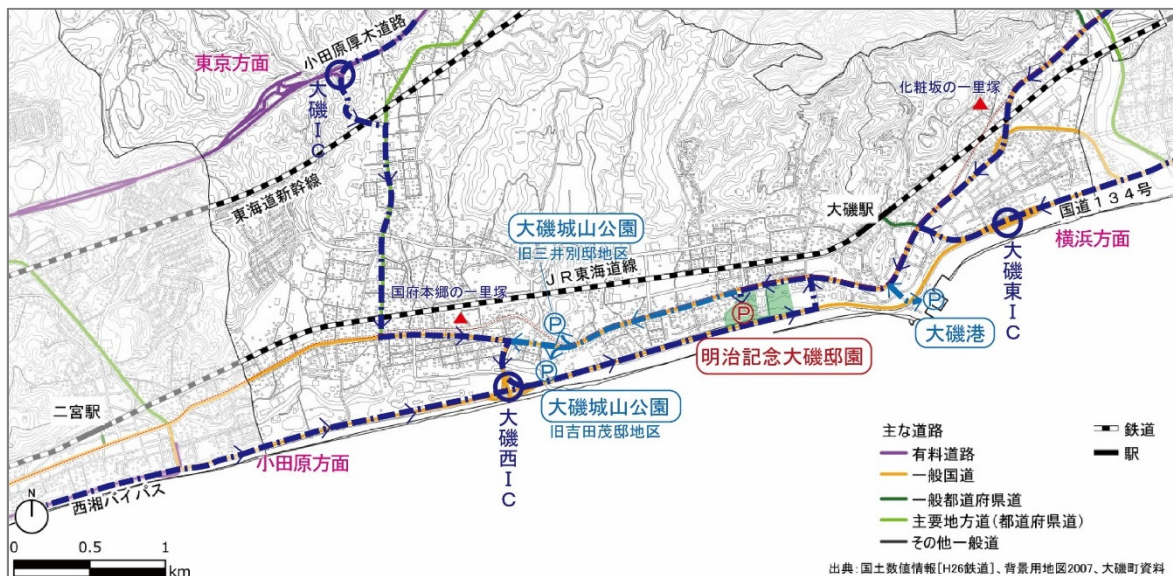 小田原厚木道路
東京方面
大磯IC
化粧坂の一里塚
東海道新幹線
大磯駅
国道134号
大磯城山公園
旧三井別邸地区
横浜方面
JR東海道線
大磯東IC
国府本郷の一里塚
P
P
P
P
大磯港
明治記念大磯邸園
大磯城山公園
旧吉田茂邸地区
二宮駅
大磯西IC
小田原方面
西湘バイパス
主な道路
有料道路
一般国道
一般都道府県道
主要地方道(都道府県道)
その他一般道
鉄道
駅
N
0 0.5 1
km
出典:国土数値情報[H26鉄道]、背景用地図2007、大磯町資料